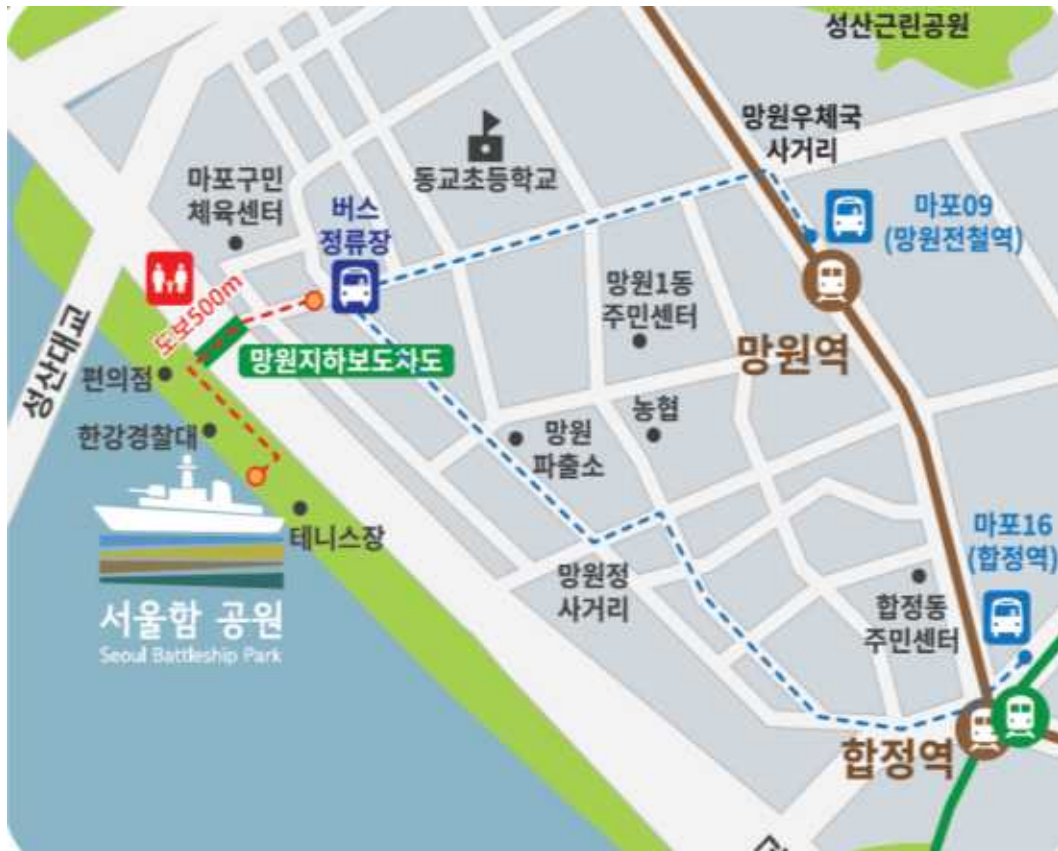 성산근린공원
망원우체국
사거리
마포구민
체육센터
동교초등학교
버스
정류장
마포09
(망원전철역)
도보500m
성산대교
망원1동
주민센터
망원역
망원지하보도차도
편의점
한강경찰대
농협
망원
파출소
테니스장
마포16
(합정역)
망원정
사거리
합정동
주민센터
서울함 공원
Seoul Battleship Park
합정역